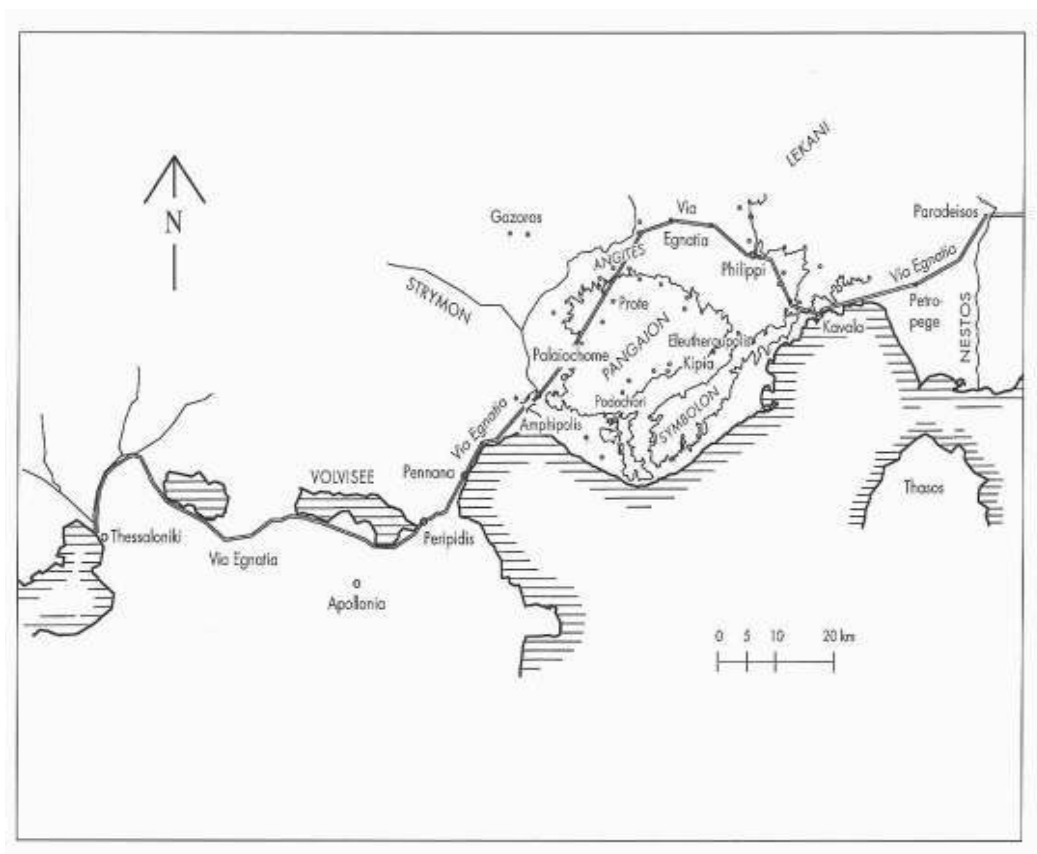 LEKANI
N
Gazoros
Via
Egnatia
Paradeisos
ANGITES
Philippi
Via Egnatia
STRYMON
Prote
Petro-
pege
NESTOS
PANGAION
Kavala
Eleutheroupolis
Palaiochome
Kipia
Podochori
SYMBOLON
Via Egnatia
Amphipolis
Pennana
VOLVISEE
Thasos
Thessaloniki
Peripidis
Via Egnatia
Apollonia
0 5 10 20 km